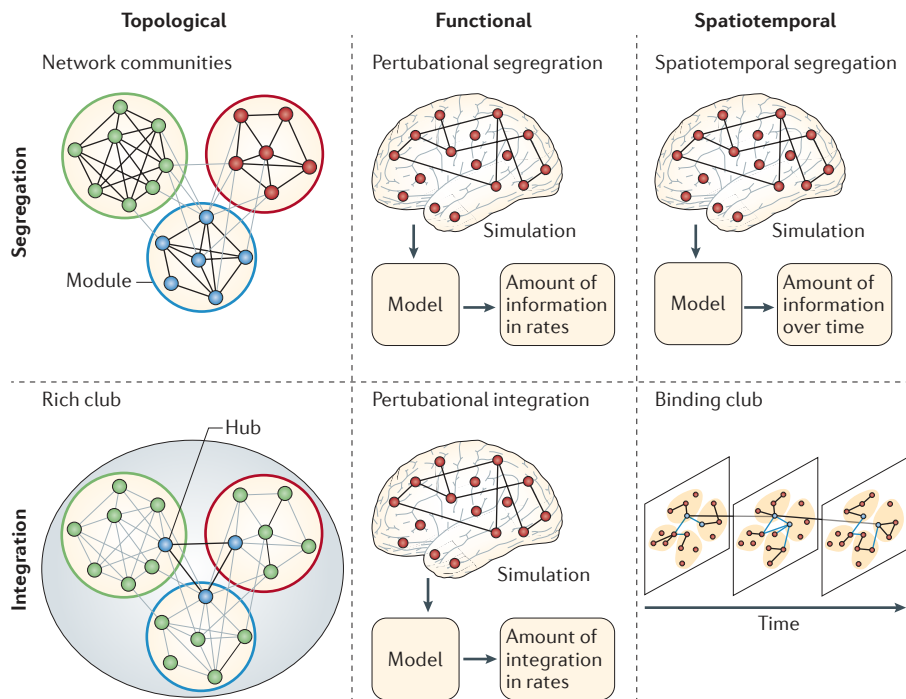 Topological
Functional
Spatiotemporal
Segregation
Network communities
Module
Pertubational segregration
Simulation
Model
Amount of
information
in rates
Spatiotemporal segregation
Simulation
Model
Amount of
information
over time
Integration
Rich club
Hub
Pertubational integration
Simulation
Model
Amount of
integration
in rates
Binding club
Time